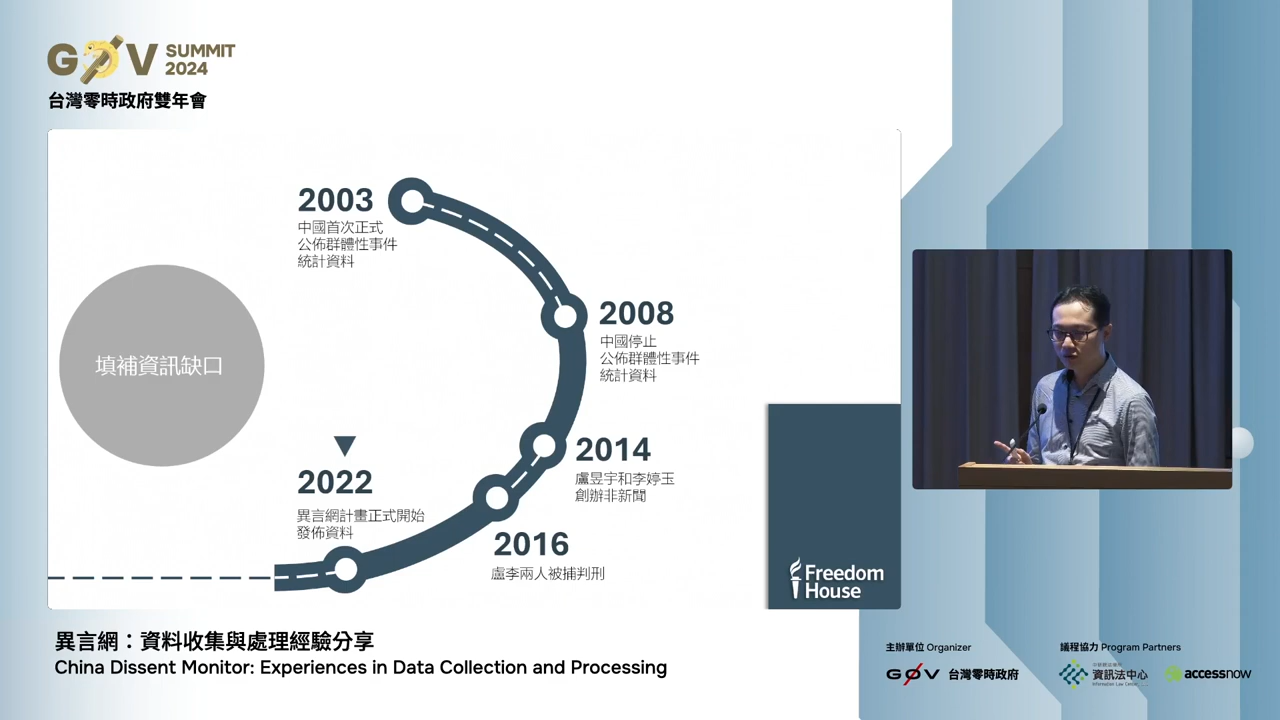 GØV SUMMIT
2024
台灣零時政府雙年會
填補資訊缺口
2003
中國首次正式
公佈群體性事件
統計資料
2008
中國停止
公佈群體性事件
統計資料
2014
盧昱宇和李婷玉
創辦非新聞
2016
盧李兩人被捕判刑
2022
異言網計畫正式開始
發佈資料
Freedom
House
異言網：資料收集與處理經驗分享
China Dissent Monitor: Experiences in Data Collection and Processing
主辦單位 Organizer
GØV 台灣零時政府
議程協力 Program Partners
資訊法中心
Information Law Center
accessnow